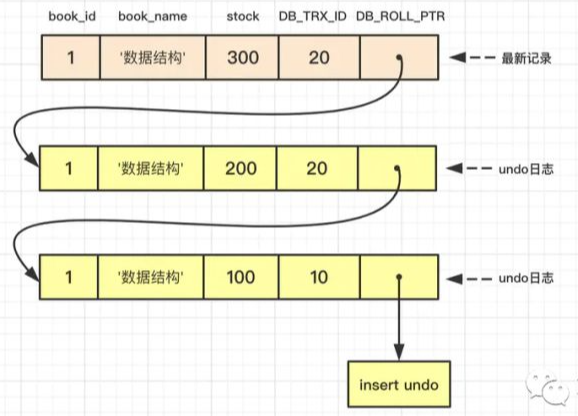 book_id book_name stock DB_TRX_ID DB_ROLL_PTR
1 '数据结构' 300 20 最新记录
1 '数据结构' 200 20 undo日志
1 '数据结构' 100 10 undo日志
insert undo